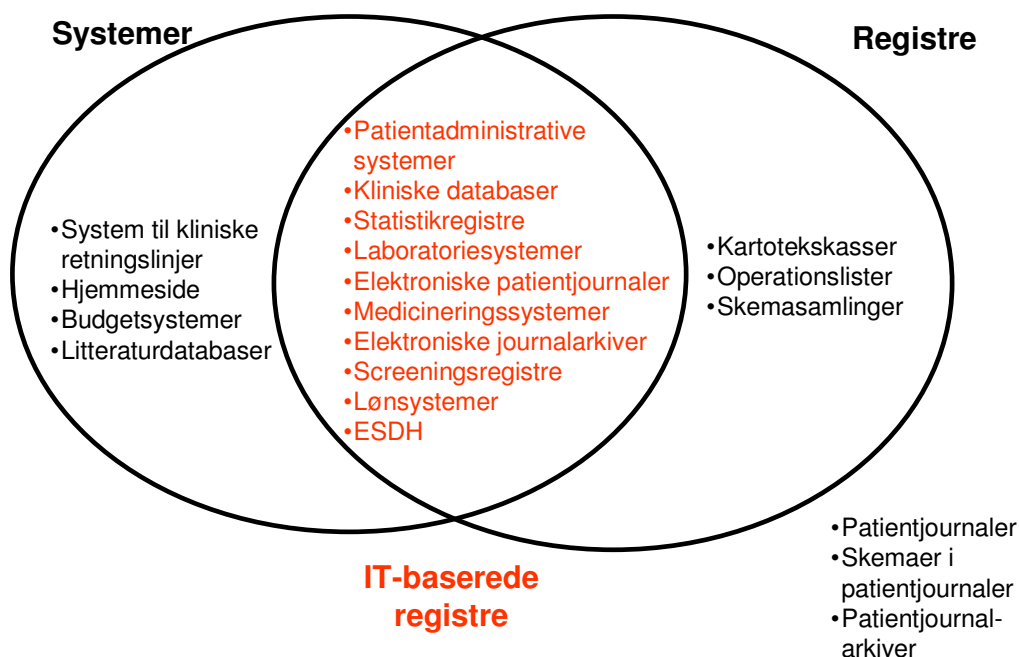 Systemer
Registre
•Patientadministrative
systemer
•Kliniske databaser
•Statistikregistre
•Laboratoriesystemer
•Elektroniske patientjournaler
•Medicineringssystemer
•Elektroniske journalarkiver
•Screeningsregistre
•Lønsystemer
•ESDH
•System til kliniske
retningslinjer
•Hjemmeside
•Budgetsystemer
•Litteraturdatabaser
•Kartotekskasser
•Operationslister
•Skemasamlinger
IT-baserede
registre
•Patientjournaler
•Skemaer i
patientjournaler
•Patientjournal-
arkiver